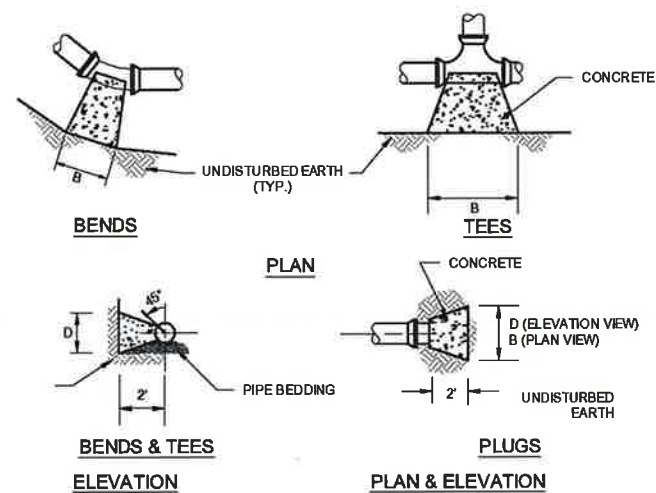 CONCRETE
UNDISTURBED EARTH
(TYP.)
B
B
BENDS
TEES
PLAN
CONCRETE
45°
D
D (ELEVATION VIEW)
B (PLAN VIEW)
PIPE BEDDING
2'
2'
UNDISTURBED
EARTH
BENDS & TEES
PLUGS
ELEVATION
PLAN & ELEVATION